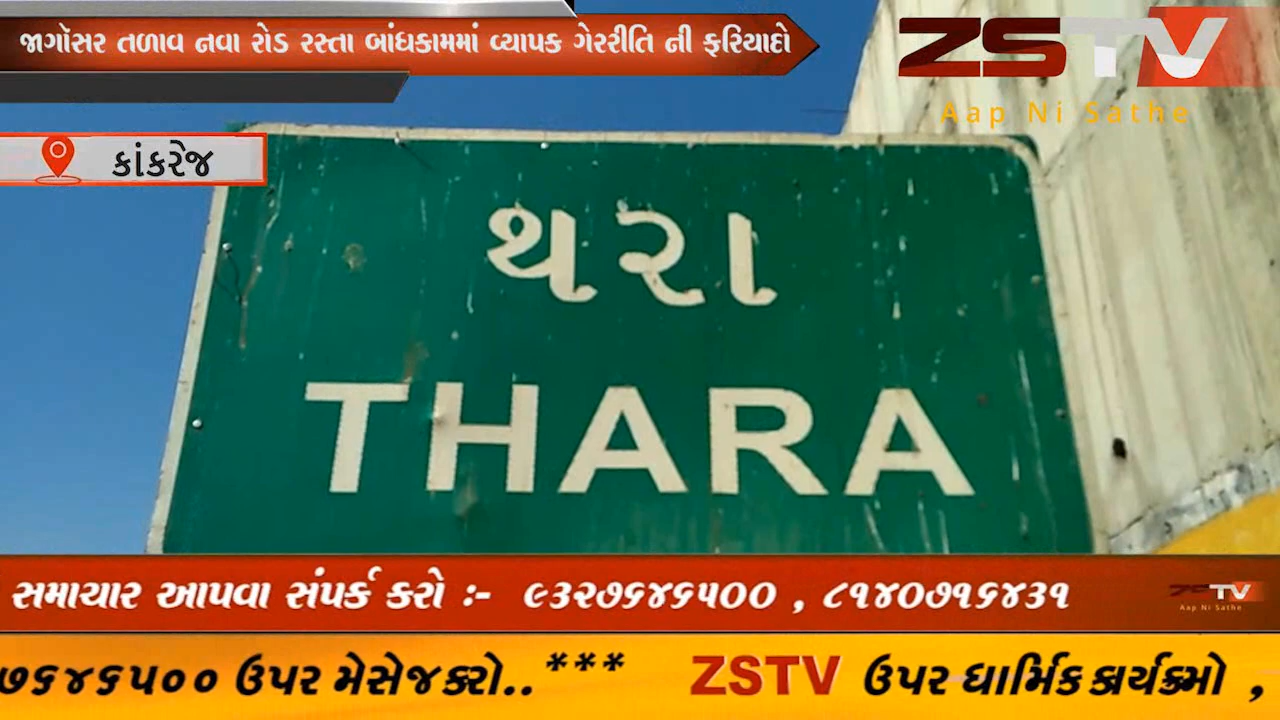 જાગૉસર તળાવ નવા રોડ રસ્તા બાંધકામમાં વ્યાપક ગેરરીતિ ની ફરિયાદો
ZSTV
Aap Ni Sathe
કાંકરેજ
થરા
THARA
સમાચાર આપવા સંપર્ક કરો :- ૯૩૨૭૬૪૬૫૦૦ , ૮૧૪૦૭૧૬૪૩૧
ZSTV
Aap Ni Sathe
૭૬૪૬૫૦૦ ઉપર મેસેજ કરો.. *** ZSTV ઉપર ધાર્મિક કાર્યક્રમો ,